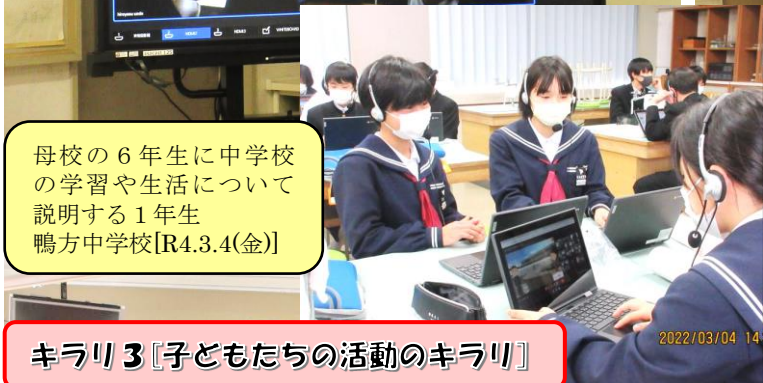 母校の６年生に中学校
の学習や生活について
説明する１年生
鴨方中学校[R4.3.4(金)]
2022/03/04 14
キラリ３[子どもたちの活動のキラリ]